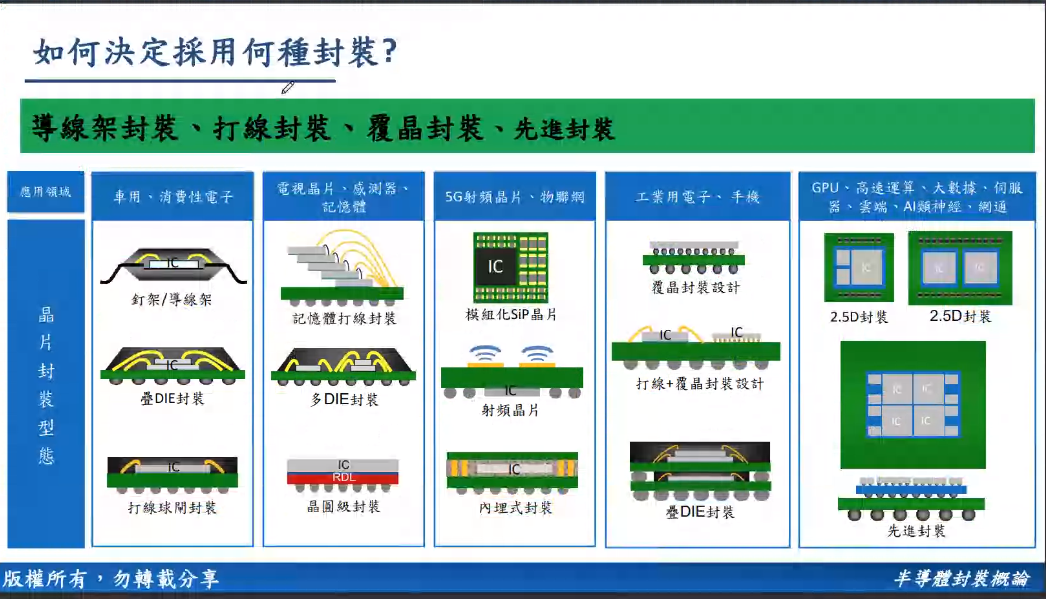 如何決定採用何種封裝?
導線架封裝、打線封裝、覆晶封裝、先進封裝
應用領域
車用、消費性電子
電視晶片、感測器、
記憶體
5G射頻晶片、物聯網
工業用電子、手機
GPU、高速運算、大數據、伺服
器、雲端、AI類神經、網通
晶片封裝型態
IC
釘架/導線架
IC
疊DIE封裝
IC
打線球閘封裝
記憶體打線封裝
多DIE封裝
IC
RDL
晶圓級封裝
IC
模組化SiP晶片
IC
射頻晶片
IC
內埋式封裝
覆晶封裝設計
IC
IC
打線+覆晶封裝設計
疊DIE封裝
IC
2.5D封裝
IC
IC
2.5D封裝
IC
IC
IC
IC
先進封裝
版權所有，勿轉載分享
半導體封裝概論